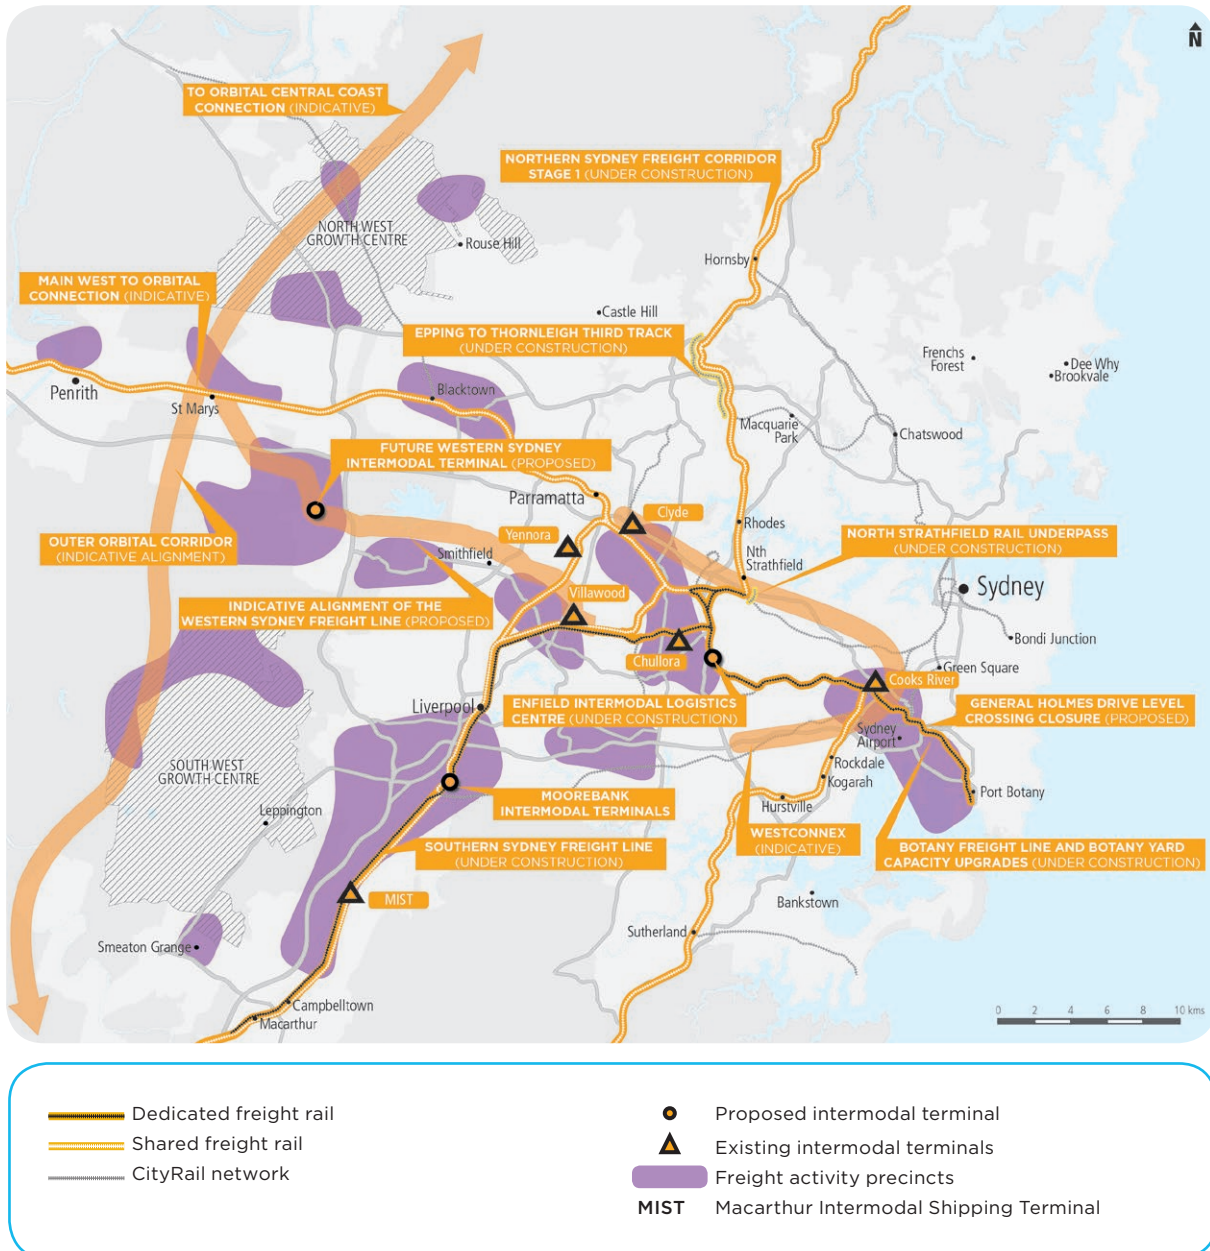 N
TO ORBITAL CENTRAL COAST
CONNECTION (INDICATIVE)
NORTHERN SYDNEY FREIGHT CORRIDOR
STAGE 1 (UNDER CONSTRUCTION)
NORTH WEST
GROWTH CENTRE
Rouse Hill
Hornsby
MAIN WEST TO ORBITAL
CONNECTION (INDICATIVE)
Castle Hill
EPPING TO THORNLEIGH THIRD TRACK
(UNDER CONSTRUCTION)
Frenchs
Forest
Dee Why
Brookvale
Penrith
St Marys
Blacktown
Macquarie
Park
Chatswood
FUTURE WESTERN SYDNEY
INTERMODAL TERMINAL (PROPOSED)
Parramatta
Clyde
Rhodes
Yennora
OUTER ORBITAL CORRIDOR
(INDICATIVE ALIGNMENT)
Smithfield
NORTH STRATHFIELD RAIL UNDERPASS
(UNDER CONSTRUCTION)
Nth
Strathfield
Sydney
Villawood
INDICATIVE ALIGNMENT OF THE
WESTERN SYDNEY FREIGHT LINE (PROPOSED)
Bondi Junction
Chullora
Green Square
Cooks River
Liverpool
ENFIELD INTERMODAL LOGISTICS
CENTRE (UNDER CONSTRUCTION)
GENERAL HOLMES DRIVE LEVEL
CROSSING CLOSURE (PROPOSED)
Sydney
Airport
SOUTH WEST
GROWTH CENTRE
Rockdale
Kogarah
Port Botany
Leppington
MOOREBANK
INTERMODAL TERMINALS
Hurstville
SOUTHERN SYDNEY FREIGHT LINE
(UNDER CONSTRUCTION)
WESTCONNEX
(INDICATIVE)
BOTANY FREIGHT LINE AND BOTANY YARD
CAPACITY UPGRADES (UNDER CONSTRUCTION)
MIST
Bankstown
Sutherland
Smeaton Grange
Campbelltown
Macarthur
0 2 4 6 8 10 kms
Dedicated freight rail
Shared freight rail
CityRail network
Proposed intermodal terminal
Existing intermodal terminals
Freight activity precincts
MIST Macarthur Intermodal Shipping Terminal